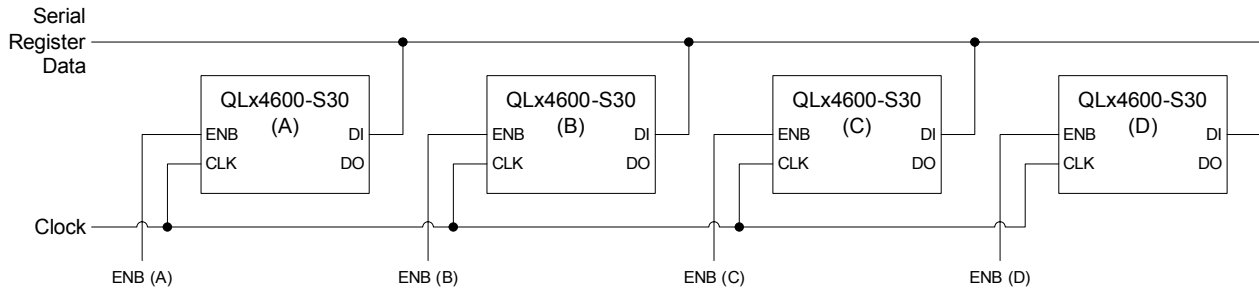 Serial
Register
Data
QLx4600-S30
(A)
ENB
DI
CLK
DO
QLx4600-S30
(B)
ENB
DI
CLK
DO
QLx4600-S30
(C)
ENB
DI
CLK
DO
QLx4600-S30
(D)
ENB
DI
CLK
DO
Clock
ENB (A)
ENB (B)
ENB (C)
ENB (D)